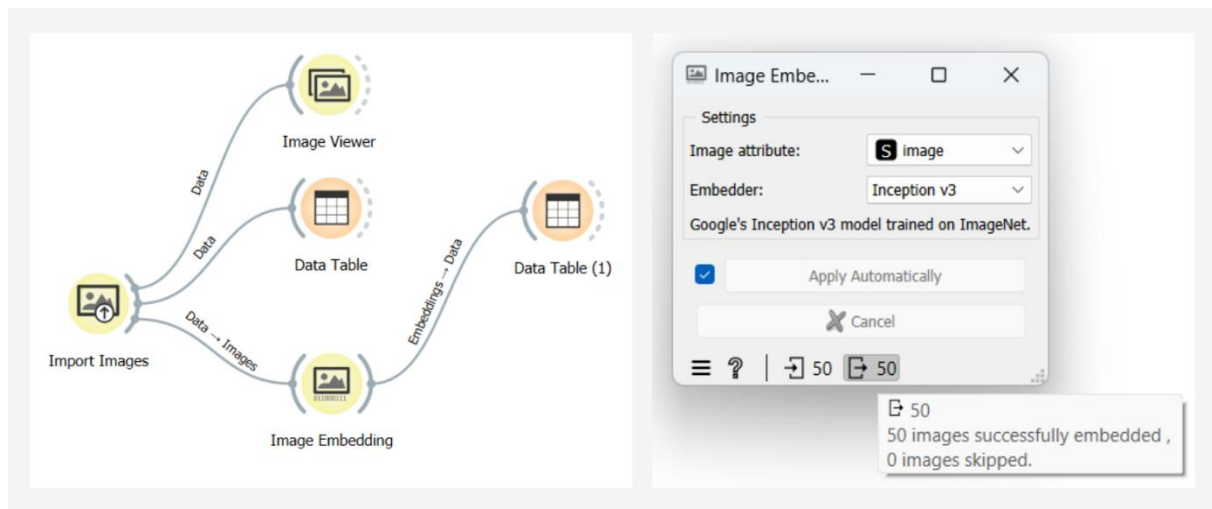 Image Viewer
Data
Data Table
Data
Data Table (1)
Embeddings → Data
Import Images
Data → Images
011000111
Image Embedding
Image Embe...
Settings
Image attribute:
S image
Embedder:
Inception v3
Google's Inception v3 model trained on ImageNet.
Apply Automatically
Cancel
? | 50 50
50
50 images successfully embedded ,
0 images skipped.